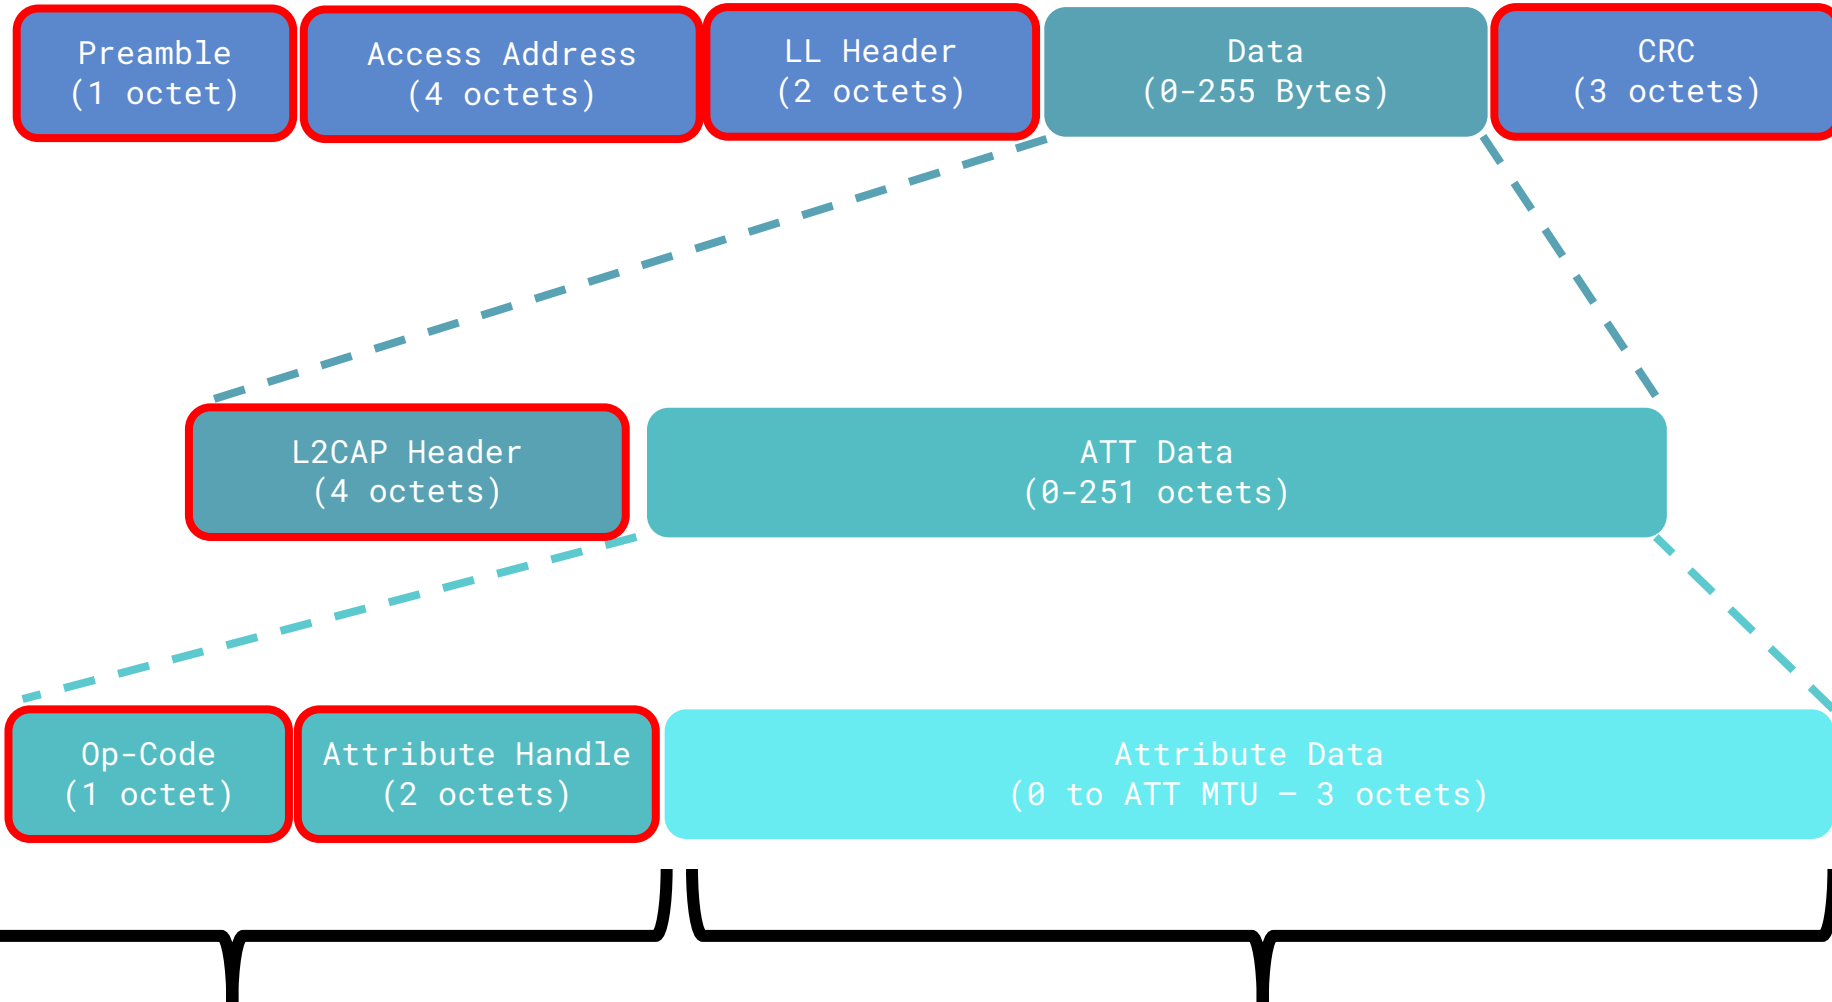 Preamble
(1 octet)
Access Address
(4 octets)
LL Header
(2 octets)
Data
(0-255 Bytes)
CRC
(3 octets)
L2CAP Header
(4 octets)
ATT Data
(0-251 octets)
Op-Code
(1 octet)
Attribute Handle
(2 octets)
Attribute Data
(0 to ATT MTU – 3 octets)